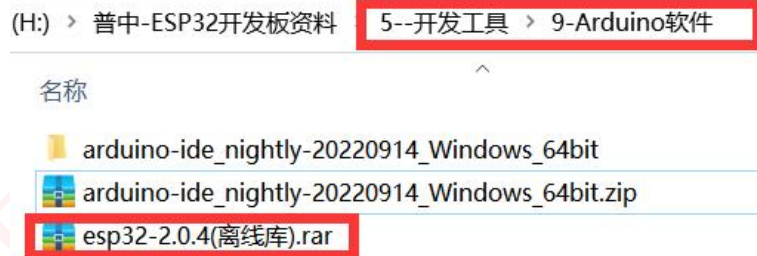 (H:) > 普中-ESP32开发板资料 > 5--开发工具 > 9-Arduino软件
名称
arduino-ide_nightly-20220914_Windows_64bit
arduino-ide_nightly-20220914_Windows_64bit.zip
esp32-2.0.4(离线库).rar